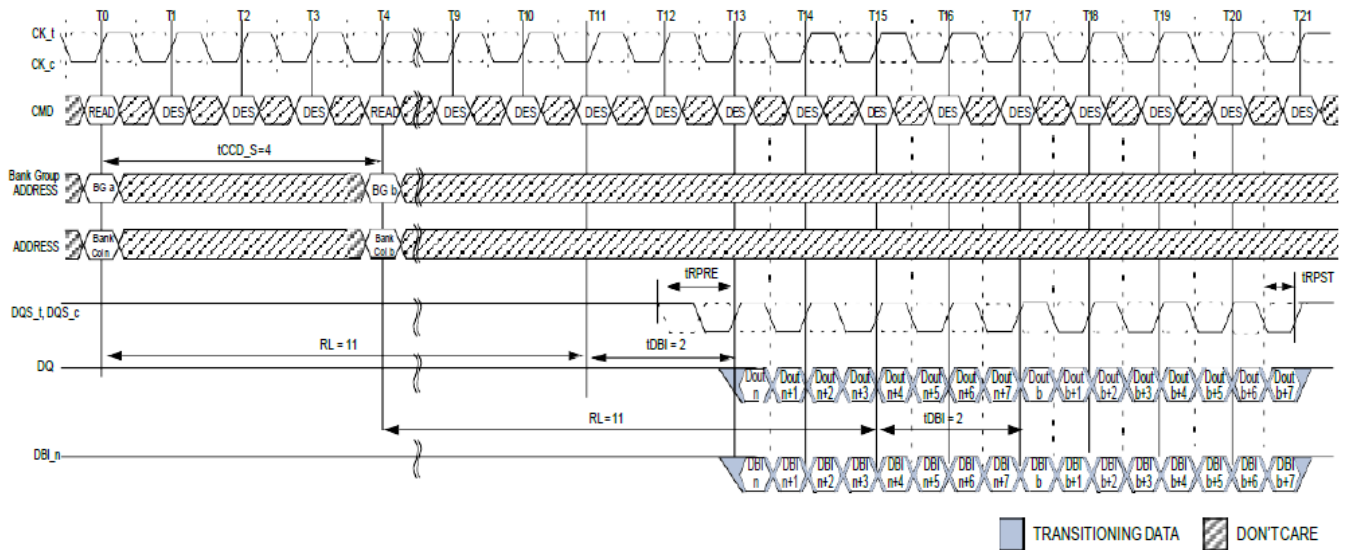 T0 T1 T2 T3 T4 T9 T10 T11 T12 T13 T14 T15 T16 T17 T18 T19 T20 T21
CK_t
CK_c
CMD READ DES DES DES READ DES DES DES DES DES DES DES DES DES DES DES DES DES
tCCD_S=4
Bank Group
ADDRESS BG a BG b
ADDRESS Bank
Col n Bank
Col b
tRPRE tRPST
DQS_t, DQS_c
RL = 11 tDBI = 2
DQ
Dout Dout Dout Dout Dout Dout Dout Dout Dout Dout Dout Dout Dout Dout Dout Dout
n n+1 n+2 n+3 n+4 n+5 n+6 n+7 b b+1 b+2 b+3 b+4 b+5 b+6 b+7
RL=11 tDBI = 2
DBI_n
DBI DBI DBI DBI DBI DBI DBI DBI DBI DBI DBI DBI DBI DBI DBI DBI
n n+1 n+2 n+3 n+4 n+5 n+6 n+7 b b+1 b+2 b+3 b+4 b+5 b+6 b+7
TRANSITIONING DATA DON'T CARE